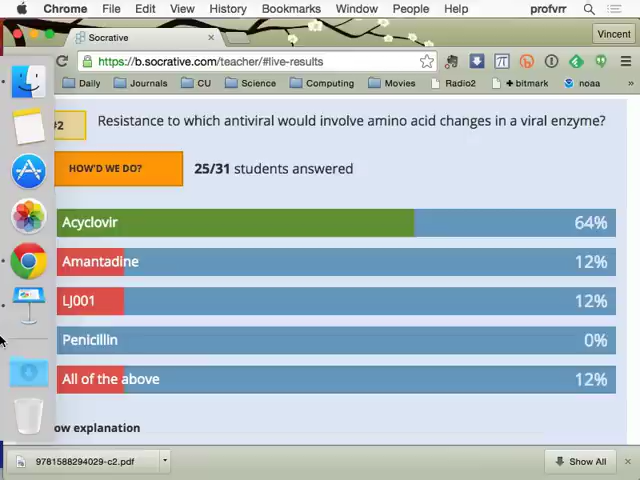 Chrome File Edit View History Bookmarks Window People Help profvrr
Socrative
Vincent
https://b.socrative.com/teacher/#live-results
Daily Journals CU Science Computing Movies Radio2 bitmark noaa
#2
Resistance to which antiviral would involve amino acid changes in a viral enzyme?
HOW'D WE DO?
25/31 students answered
Acyclovir 64%
Amantadine 12%
LJ001 12%
Penicillin 0%
All of the above 12%
ow explanation
9781588294029-c2.pdf
Show All